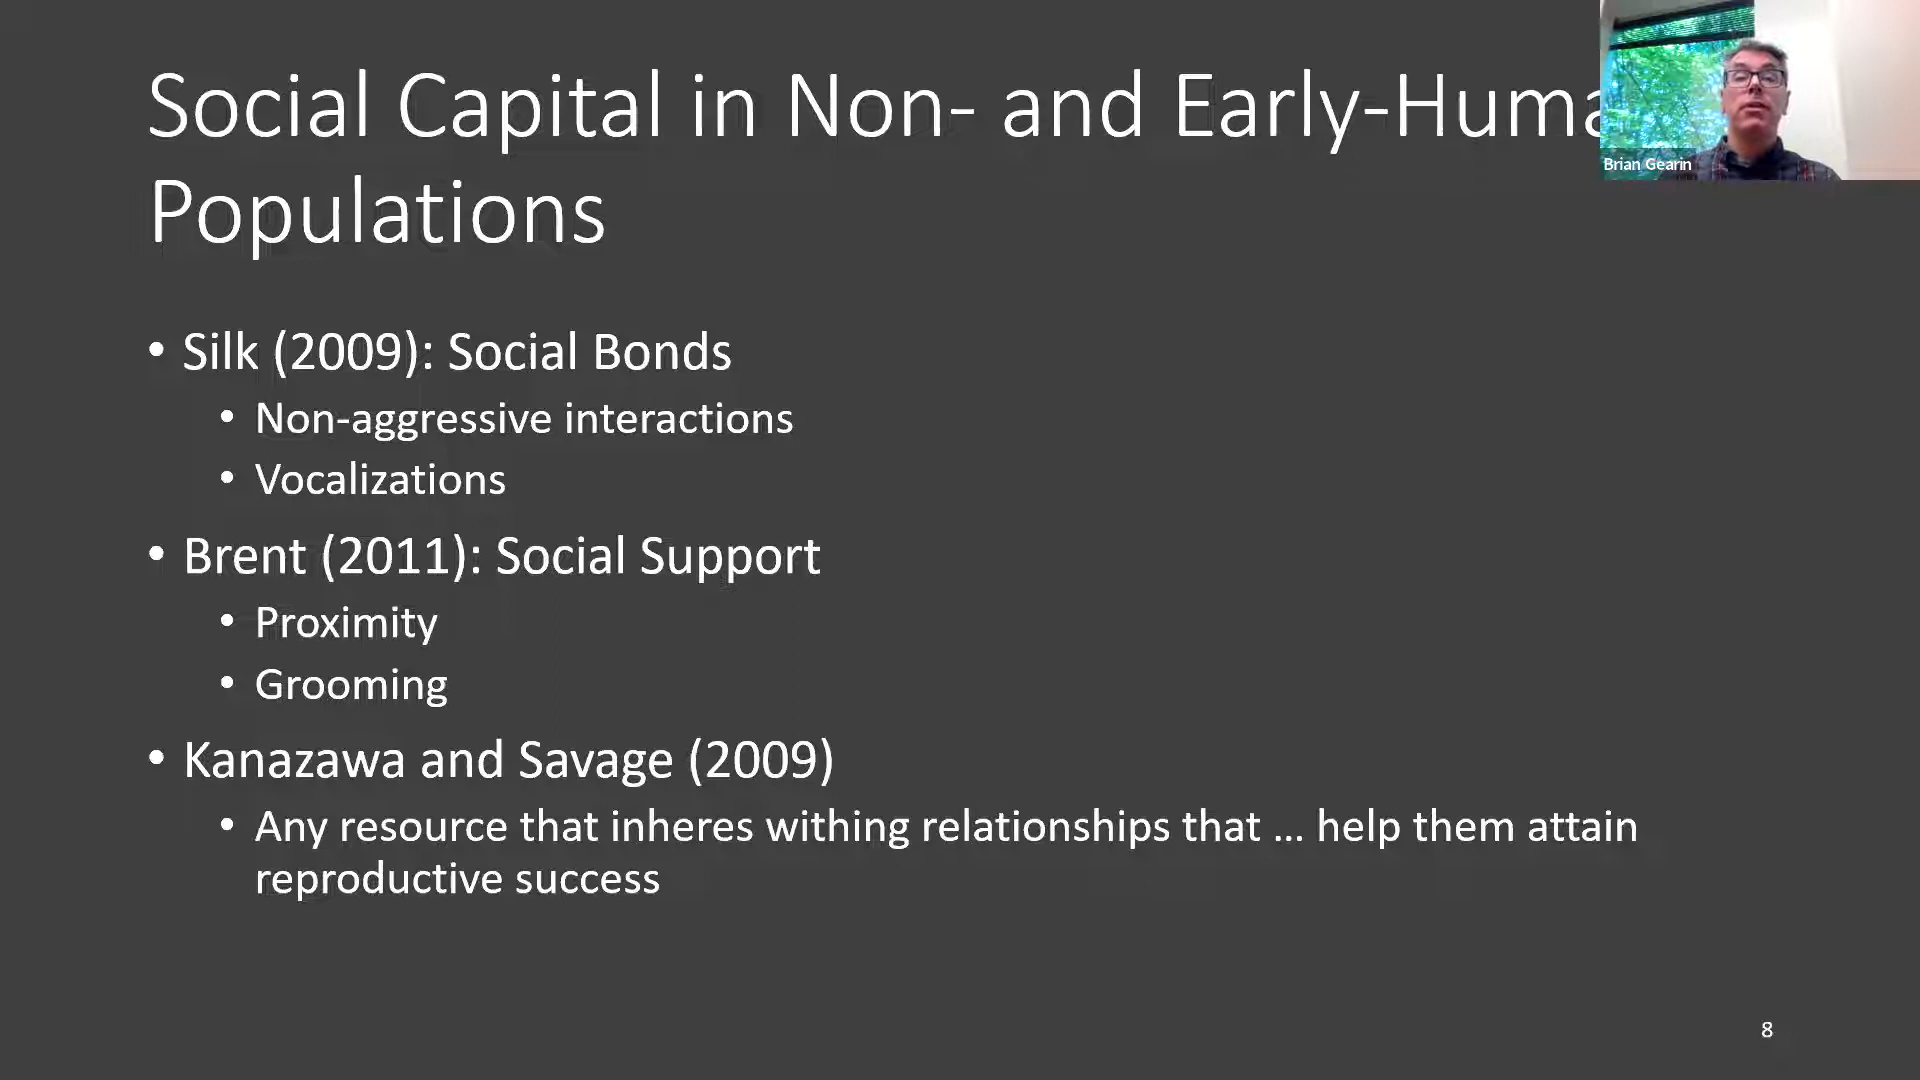 Social Capital in Non- and Early-Huma
Populations
Brian Gearin
• Silk (2009): Social Bonds
• Non-aggressive interactions
• Vocalizations
• Brent (2011): Social Support
• Proximity
• Grooming
• Kanazawa and Savage (2009)
• Any resource that inheres withing relationships that ... help them attain
reproductive success
8